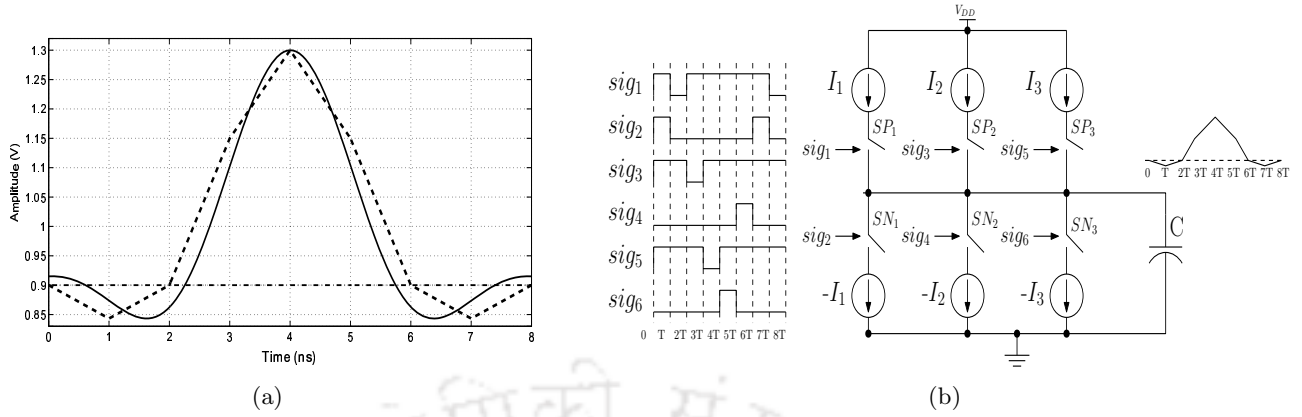 1.3
1.25
1.2
1.15
1.1
1.05
1
0.95
0.9
0.85
Amplitude (V)
0 1 2 3 4 5 6 7 8
Time (ns)
(a)
sig1
sig2
sig3
sig4
sig5
sig6
0 T 2T 3T 4T 5T 6T 7T 8T
VDD
I1 I2 I3
SP1 SP2 SP3
sig1 sig3 sig5
SN1 SN2 SN3
sig2 sig4 sig6
C
-I1 -I2 -I3
0 T 2T 3T 4T 5T 6T 7T 8T
(b)